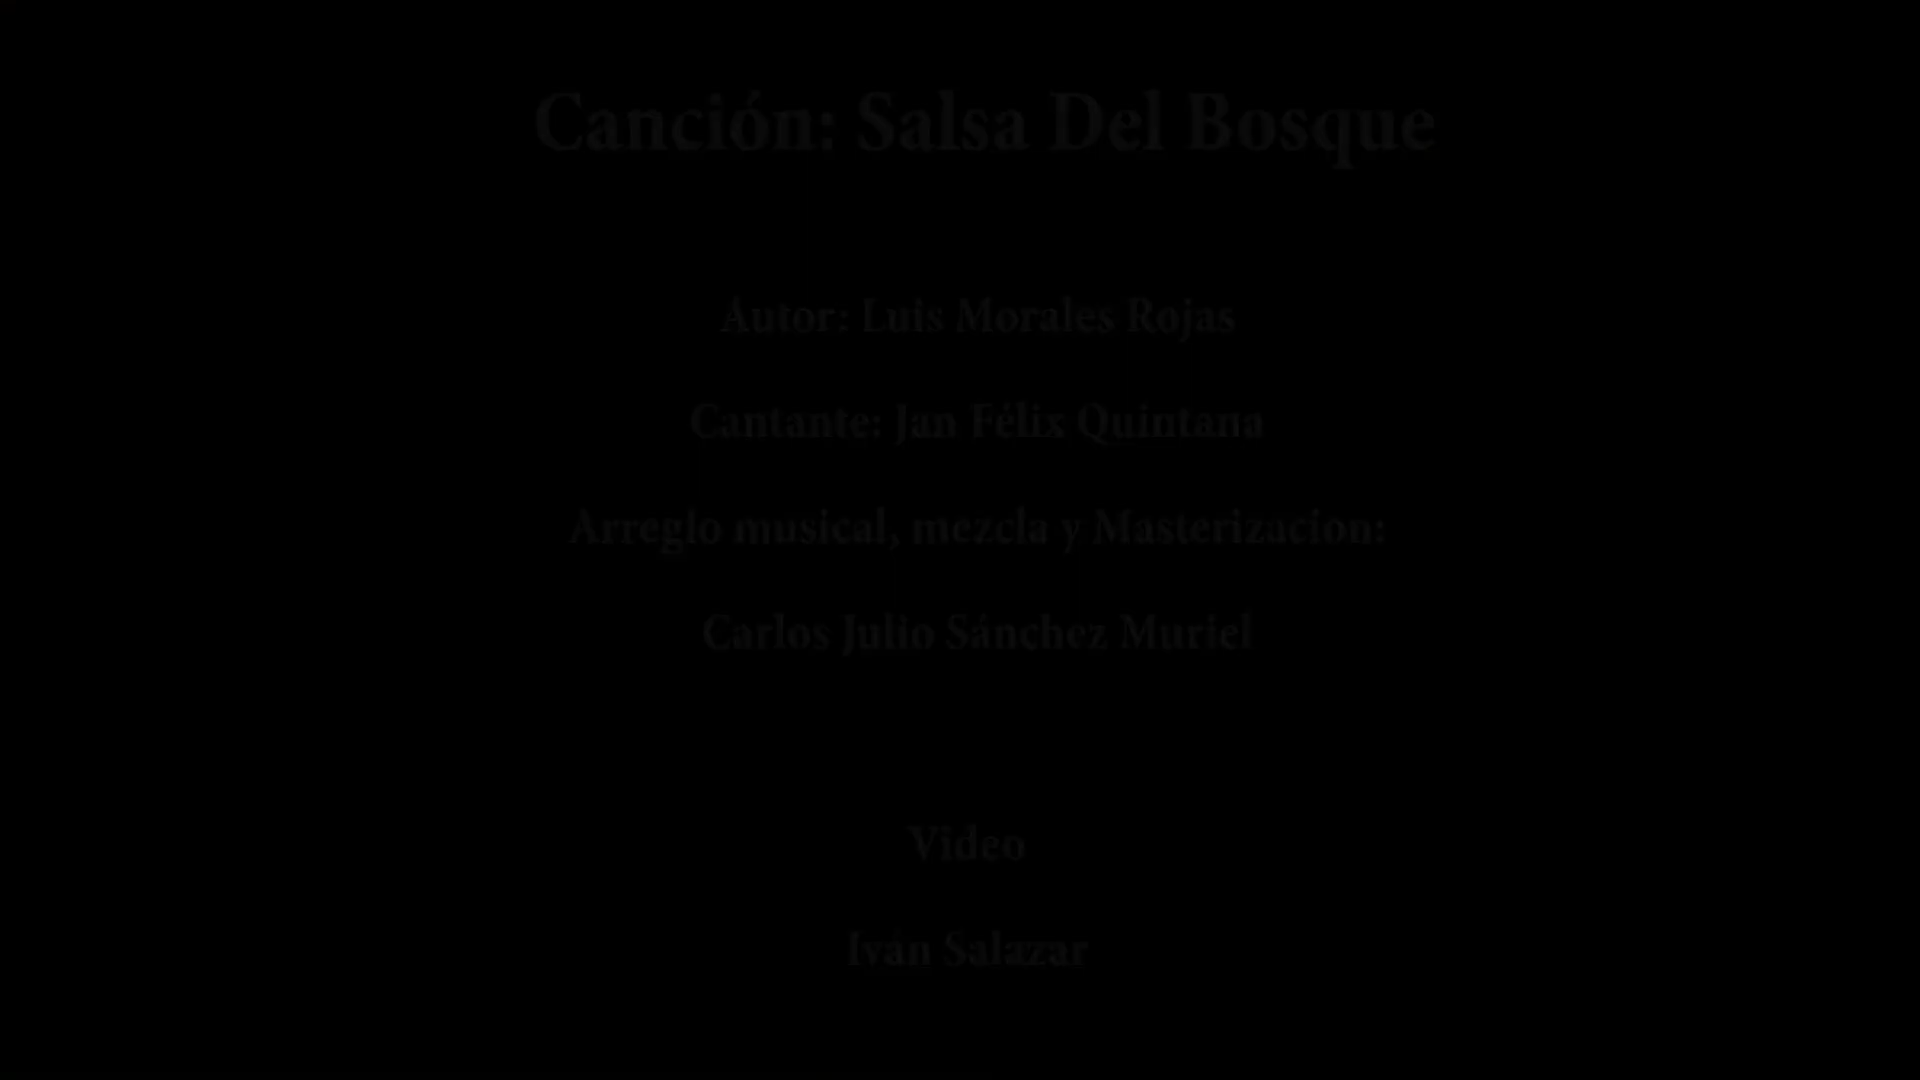 Canción: Salsa Del Bosque
Autor: Luis Morales Rojas
Cantante: Jan Félix Quintana
Arreglo musical, mezcla y Masterizacion:
Carlos Julio Sánchez Muriel
Video
Iván Salazar